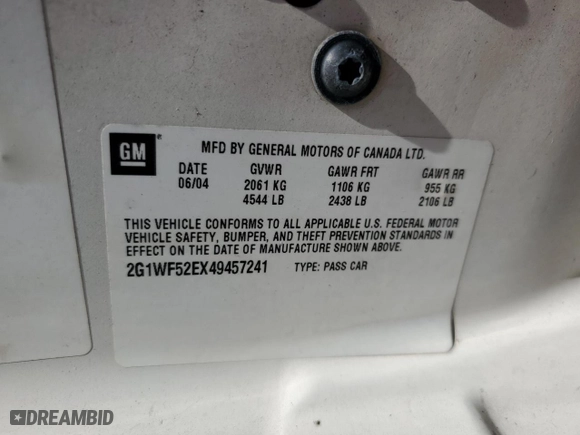 GM
MFD BY GENERAL MOTORS OF CANADA LTD.
DATE GVWR GAWR FRT GAWR RR
06/04 2061 KG 1106 KG 955 KG
4544 LB 2438 LB 2106 LB
THIS VEHICLE CONFORMS TO ALL APPLICABLE U.S. FEDERAL MOTOR
VEHICLE SAFETY, BUMPER, AND THEFT PREVENTION STANDARDS IN
EFFECT ON THE DATE OF MANUFACTURE SHOWN ABOVE.
2G1WF52EX49457241 TYPE: PASS CAR
DREAMBID